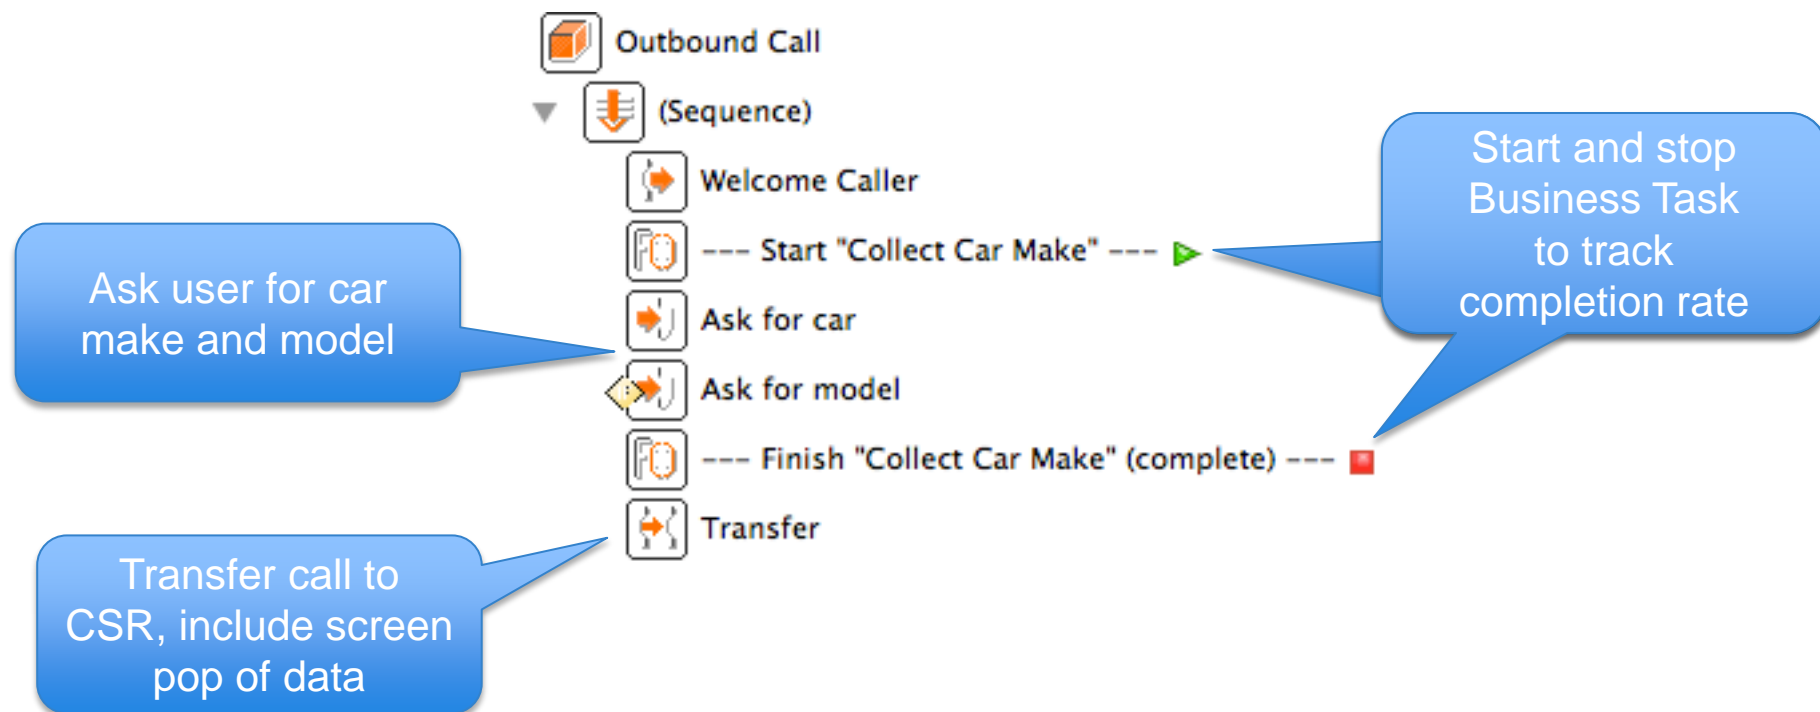 Outbound Call
(Sequence)
Welcome Caller
--- Start "Collect Car Make" ---
Ask for car
Ask for model
--- Finish "Collect Car Make" (complete) ---
Transfer
Start and stop
Business Task
to track
completion rate
Ask user for car
make and model
Transfer call to
CSR, include screen
pop of data